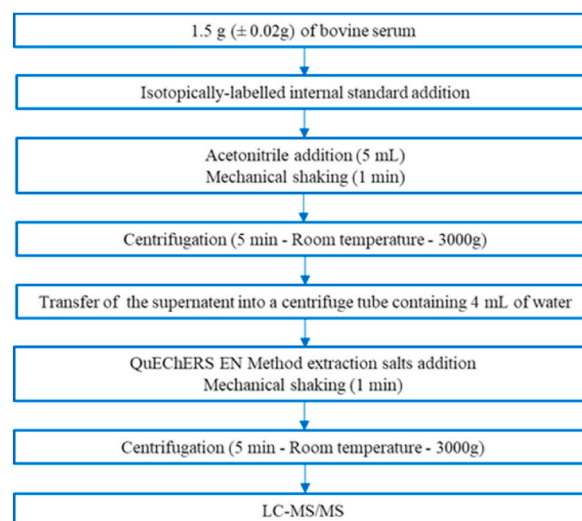 1.5 g (± 0.02g) of bovine serum
Isotopically-labelled internal standard addition
Acetonitrile addition (5 mL)
Mechanical shaking (1 min)
Centrifugation (5 min - Room temperature - 3000g)
Transfer of the supernatent into a centrifuge tube containing 4 mL of water
QuEChERS EN Method extraction salts addition
Mechanical shaking (1 min)
Centrifugation (5 min - Room temperature - 3000g)
LC-MS/MS